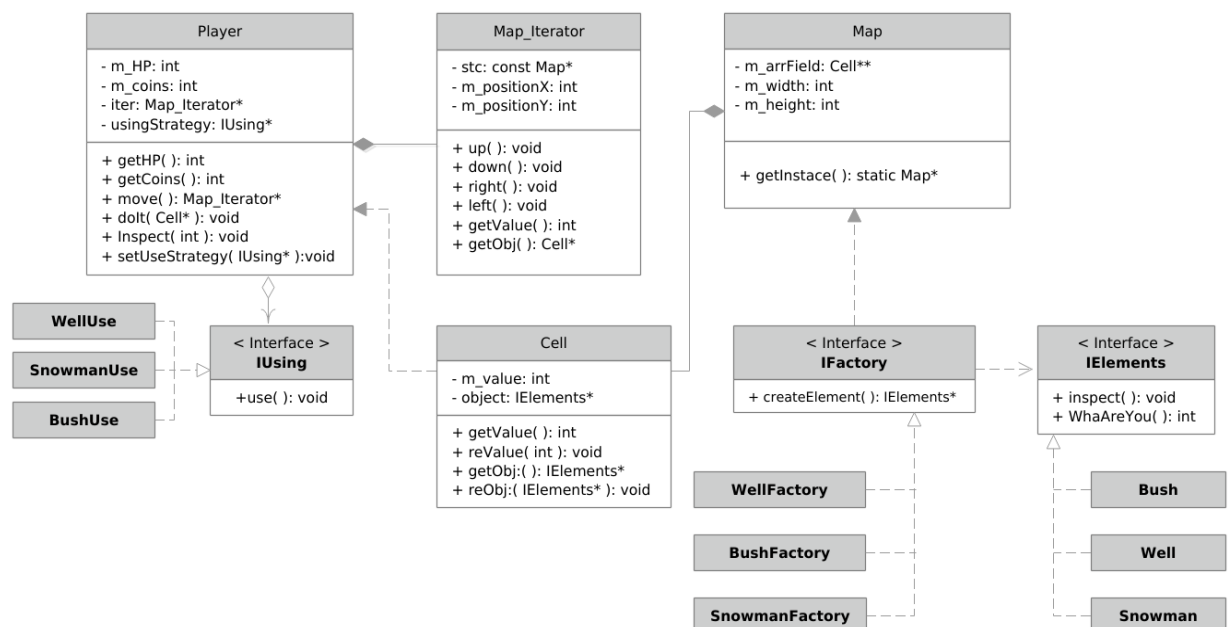 Player
- m_HP: int
- m_coins: int
- iter: Map_Iterator*
- usingStrategy: IUsing*
+ getHP( ): int
+ getCoins( ): int
+ move( ): Map_Iterator*
+ doIt( Cell* ): void
+ Inspect( int ): void
+ setUseStrategy( IUsing* ):void
Map_Iterator
- stc: const Map*
- m_positionX: int
- m_positionY: int
+ up( ): void
+ down( ): void
+ right( ): void
+ left( ): void
+ getValue( ): int
+ getObj( ): Cell*
Map
- m_arrField: Cell**
- m_width: int
- m_height: int
+ getInstace( ): static Map*
WellUse
SnowmanUse
BushUse
< Interface >
IUsing
+use( ): void
Cell
- m_value: int
- object: IElements*
+ getValue( ): int
+ reValue( int ): void
+ getObj:( ): IElements*
+ reObj:( IElements* ): void
< Interface >
IFactory
+ createElement( ): IElements*
< Interface >
IElements
+ inspect( ): void
+ WhaAreYou( ): int
WellFactory
BushFactory
SnowmanFactory
Bush
Well
Snowman